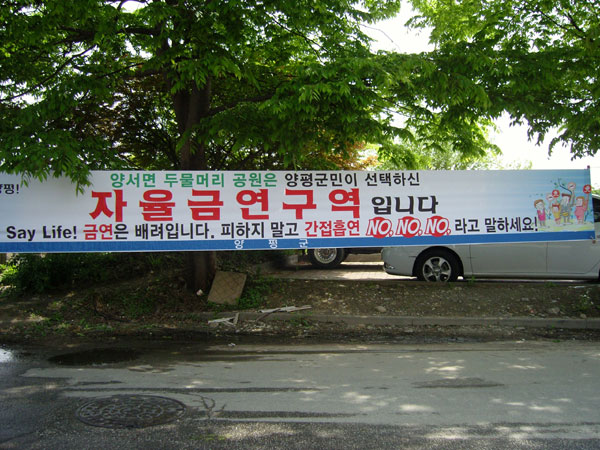 양평!
양서면 두물머리 공원은 양평군민이 선택하신
자율금연구역 입니다
Say Life! 금연은 배려입니다. 피하지 말고 간접흡연 NO, NO, NO, 라고 말하세요!
양평군